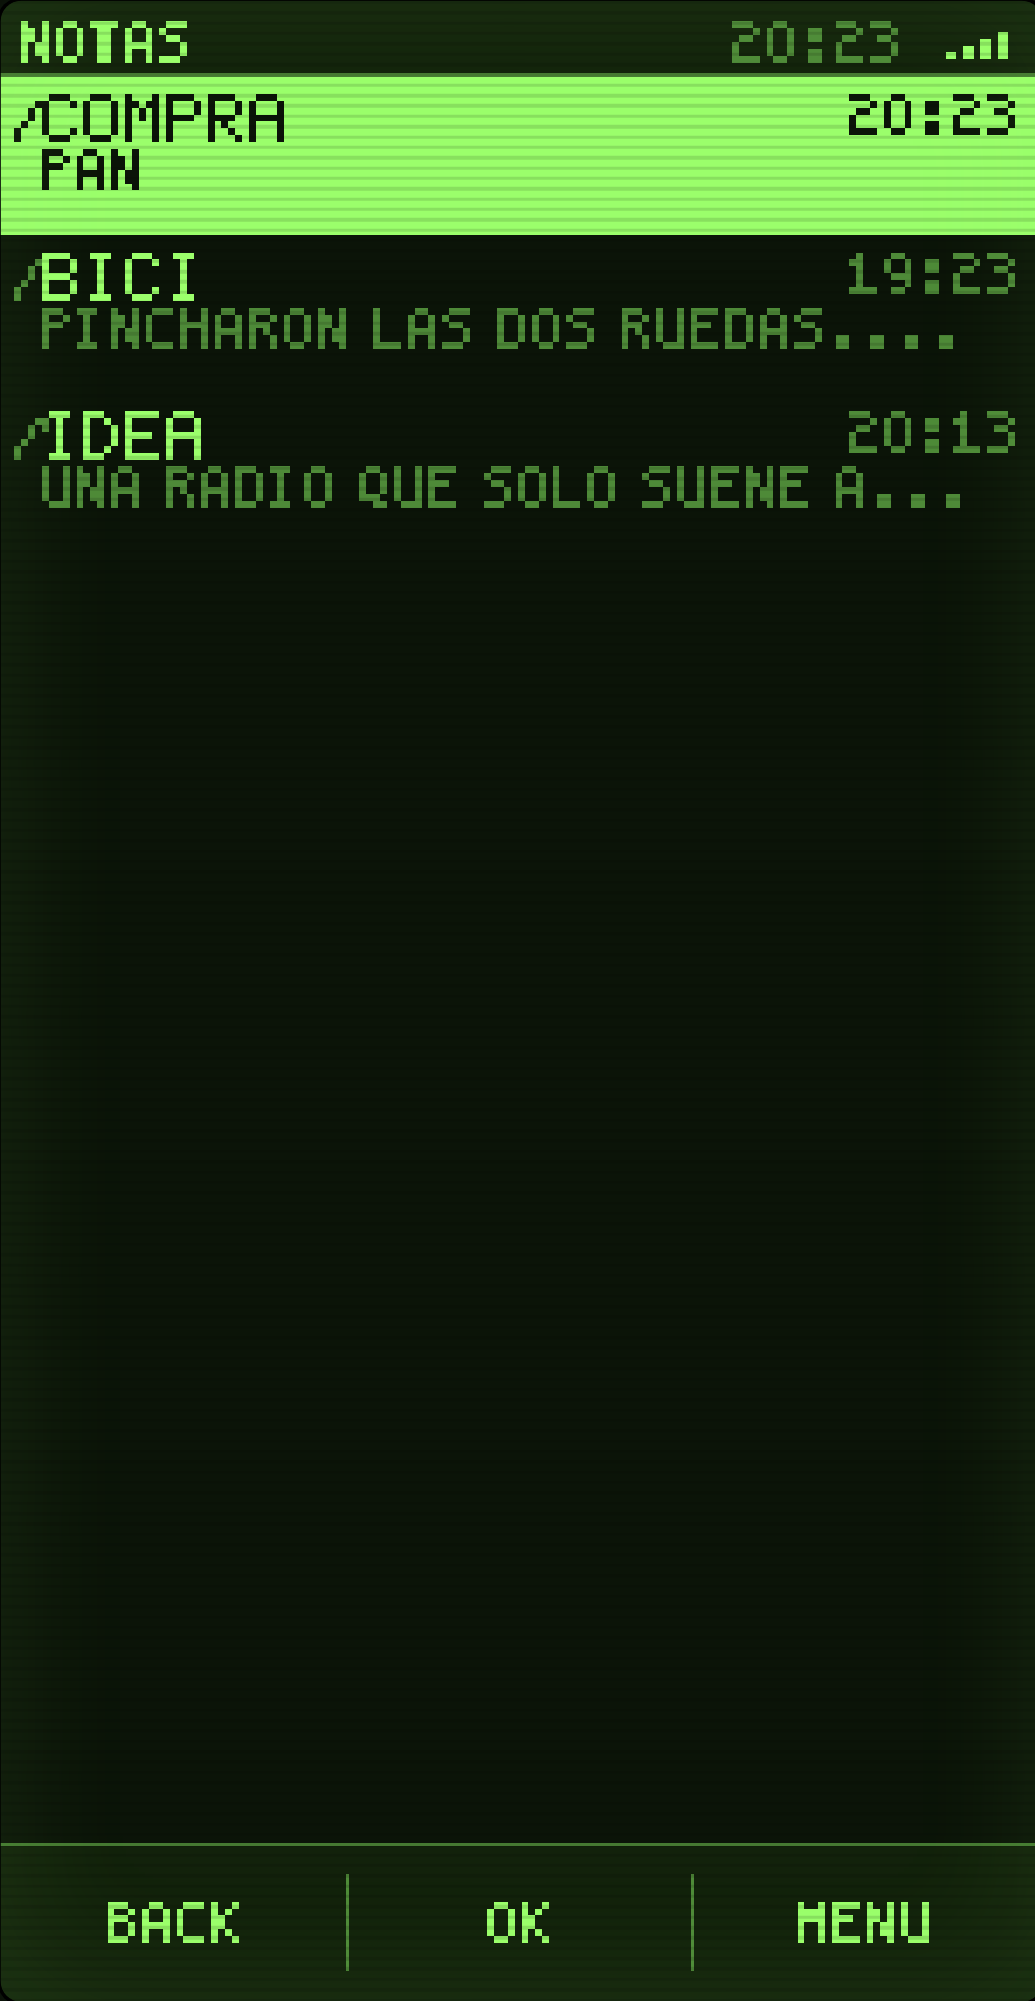 NOTAS 20:23
COMPRA 20:23
PAN
BICI 19:23
PINCHARON LAS DOS RUEDAS....
IDEA 20:13
UNA RADIO QUE SOLO SUENE A...
BACK OK MENU